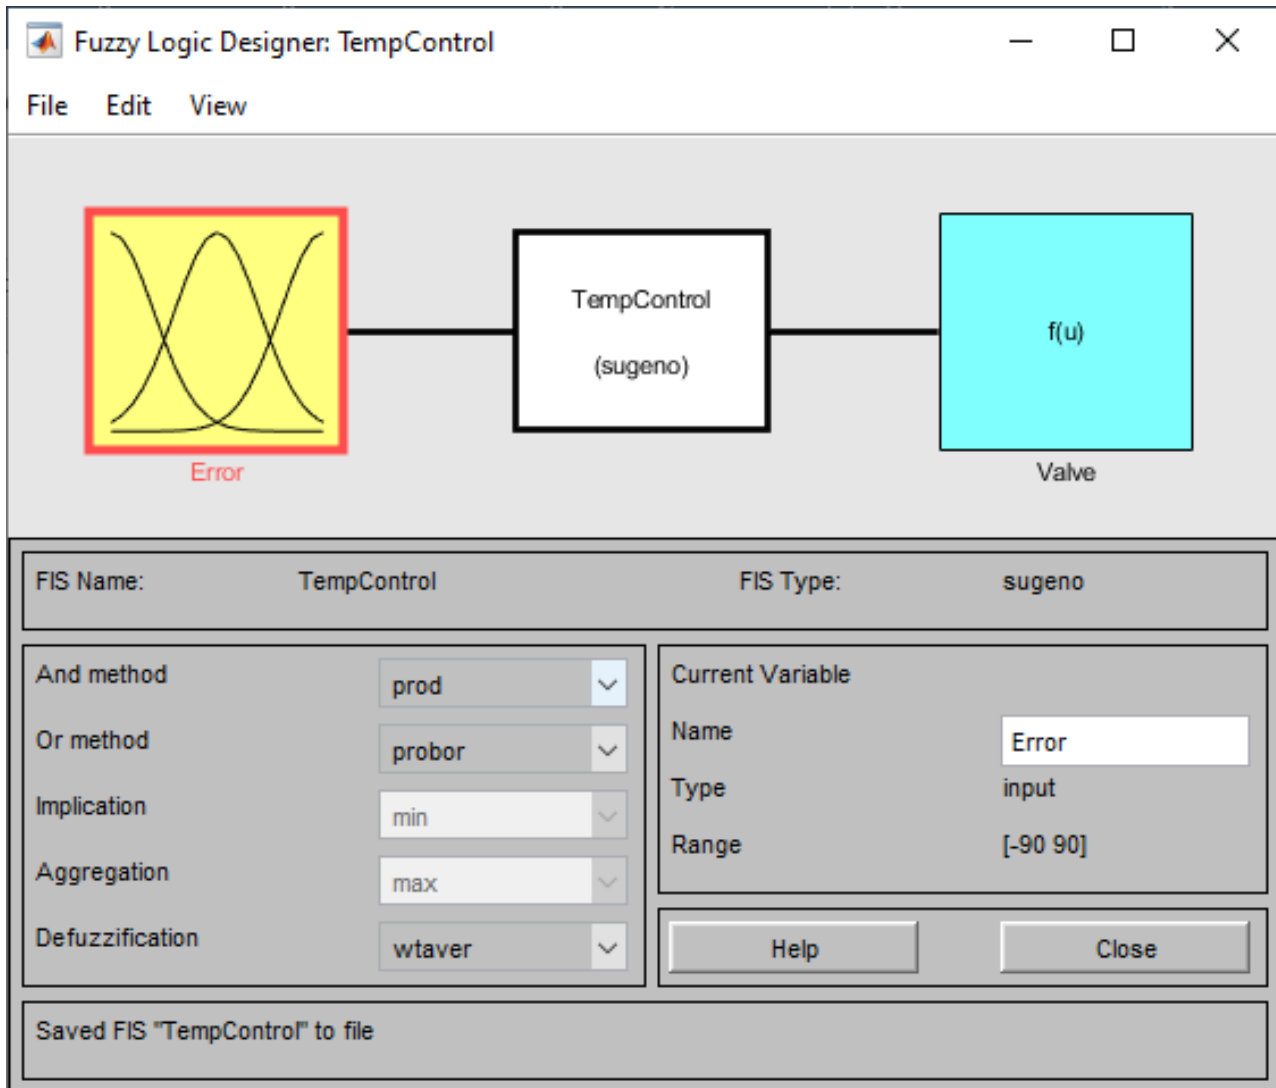 Fuzzy Logic Designer: TempControl
File Edit View
TempControl
(sugeno)
f(u)
Error
Valve
FIS Name: TempControl FIS Type: sugeno
And method prod
Or method probor
Implication min
Aggregation max
Defuzzification wtaver
Current Variable
Name Error
Type input
Range [-90 90]
Help Close
Saved FIS "TempControl" to file